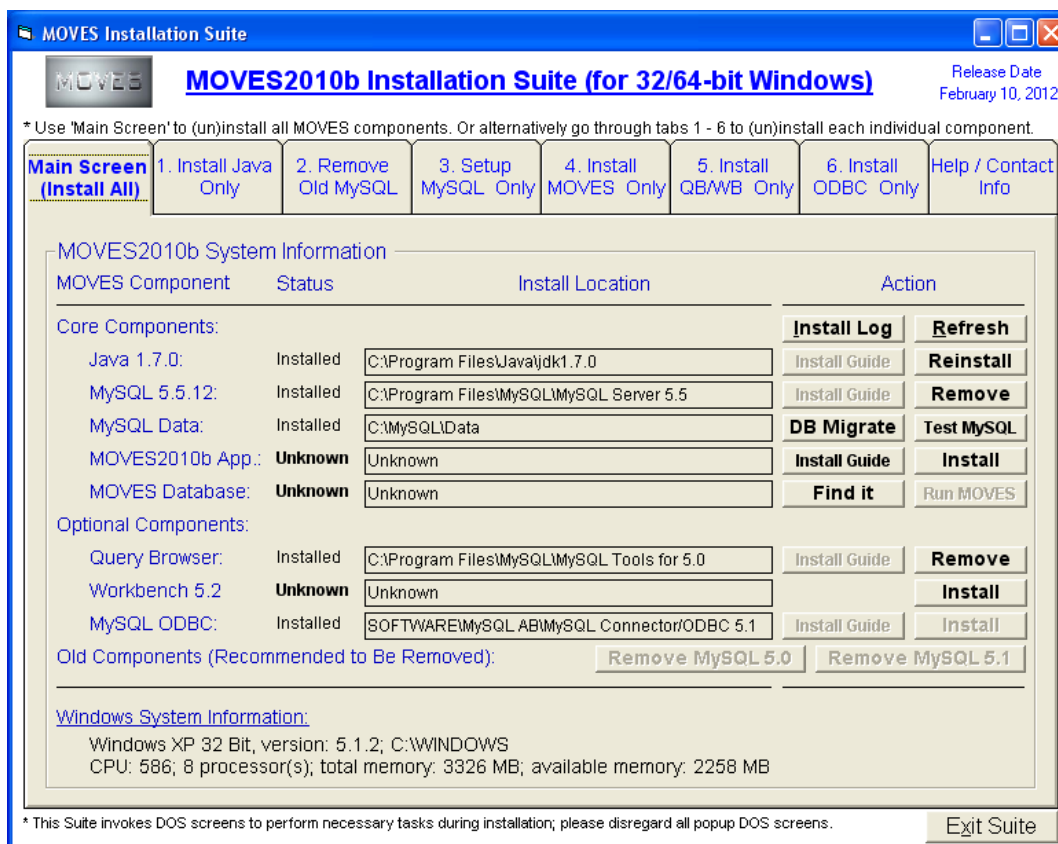 MOVES Installation Suite
MOVES
MOVES2010b Installation Suite (for 32/64-bit Windows)
Release Date
February 10, 2012
* Use 'Main Screen' to (un)install all MOVES components. Or alternatively go through tabs 1 - 6 to (un)install each individual component.
Main Screen (Install All)
1. Install Java Only
2. Remove Old MySQL
3. Setup MySQL Only
4. Install MOVES Only
5. Install QB/WB Only
6. Install ODBC Only
Help / Contact Info
MOVES2010b System Information
MOVES Component Status Install Location Action
Core Components: Install Log Refresh
Java 1.7.0: Installed C:\Program Files\Java\jdk1.7.0 Install Guide Reinstall
MySQL 5.5.12: Installed C:\Program Files\MySQL\MySQL Server 5.5 Install Guide Remove
MySQL Data: Installed C:\MySQL\Data DB Migrate Test MySQL
MOVES2010b App.: Unknown Unknown Install Guide Install
MOVES Database: Unknown Unknown Find it Run MOVES
Optional Components:
Query Browser: Installed C:\Program Files\MySQL\MySQL Tools for 5.0 Install Guide Remove
Workbench 5.2 Unknown Unknown Install
MySQL ODBC: Installed SOFTWARE\MySQL AB\MySQL Connector/ODBC 5.1 Install Guide Install
Old Components (Recommended to Be Removed): Remove MySQL 5.0 Remove MySQL 5.1
Windows System Information:
Windows XP 32 Bit, version: 5.1.2; C:\WINDOWS
CPU: 586; 8 processor(s); total memory: 3326 MB; available memory: 2258 MB
* This Suite invokes DOS screens to perform necessary tasks during installation; please disregard all popup DOS screens.
Exit Suite